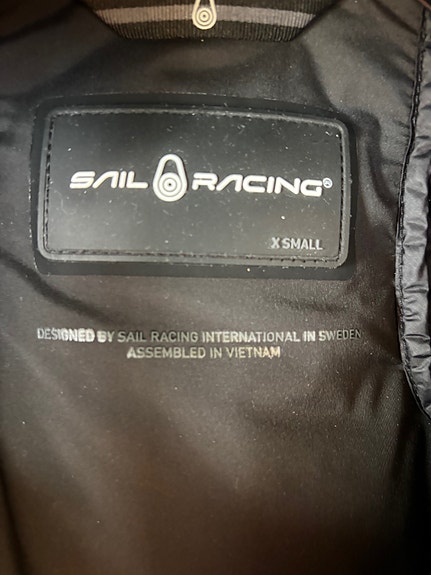 SAIL RACING®
X SMALL
DESIGNED BY SAIL RACING INTERNATIONAL IN SWEDEN
ASSEMBLED IN VIETNAM